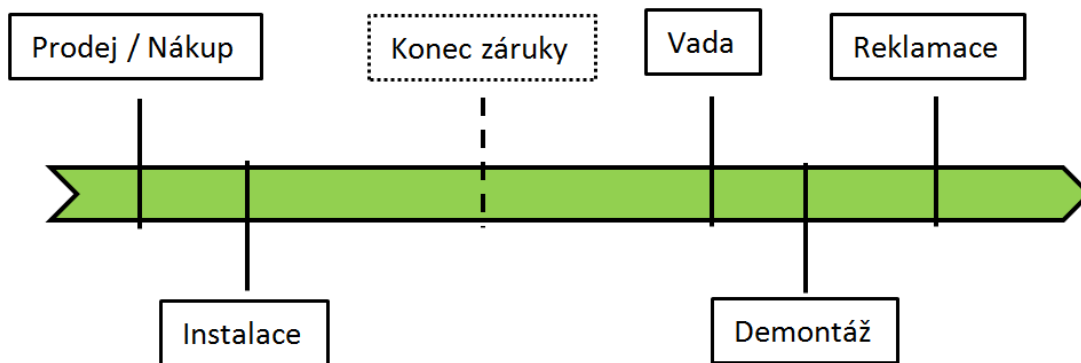 Prodej / Nákup
Konec záruky
Vada
Reklamace
Instalace
Demontáž